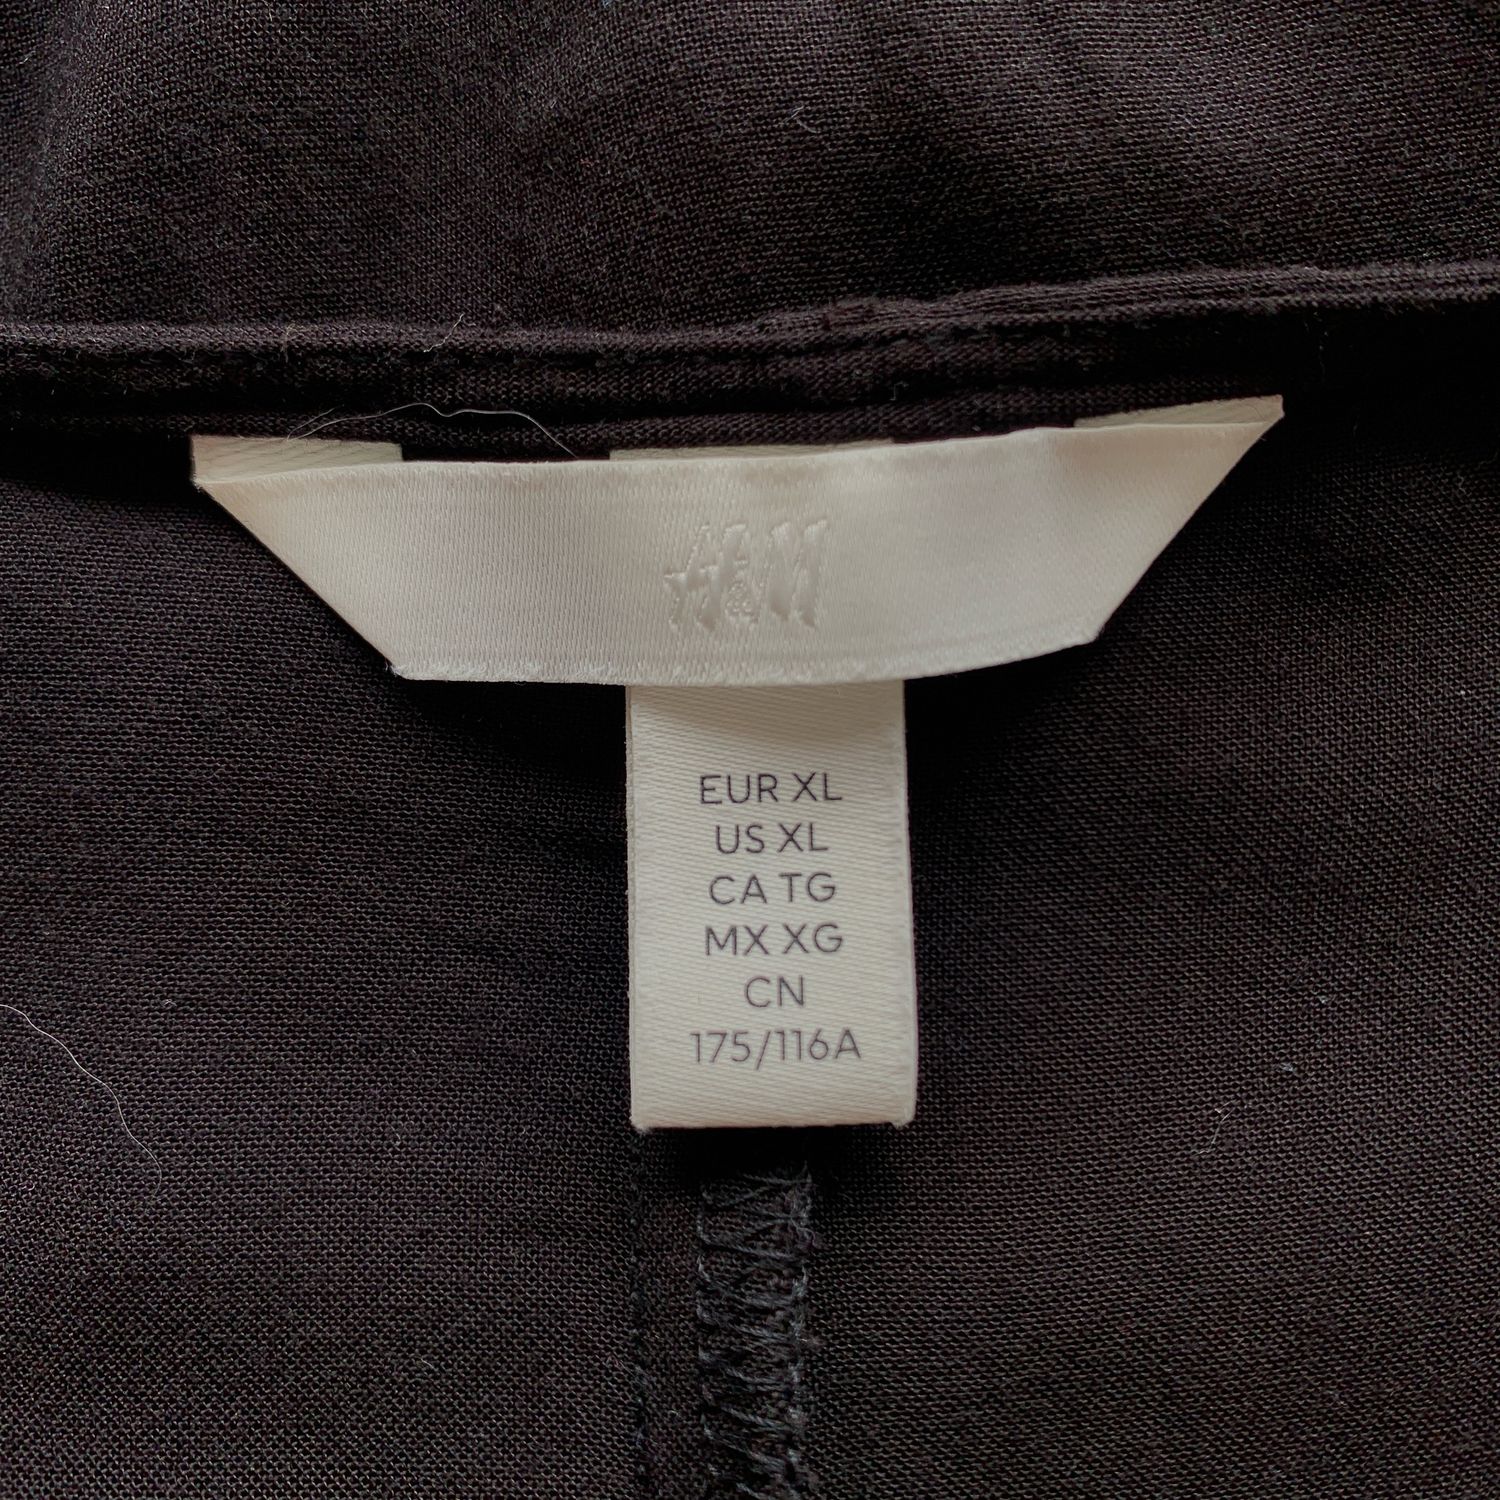 H&M
EUR XL
US XL
CA TG
MX XG
CN
175/116A